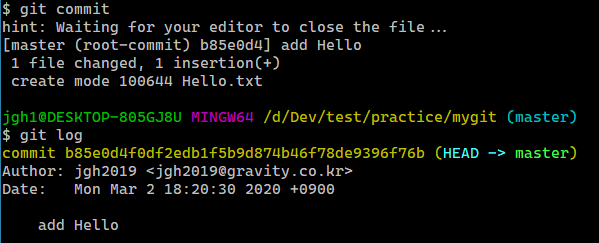 $ git commit
hint: Waiting for your editor to close the file...
[master (root-commit) b85e0d4] add Hello
 1 file changed, 1 insertion(+)
 create mode 100644 Hello.txt

jgh1@DESKTOP-805GJ8U MINGW64 /d/Dev/test/practice/mygit (master)
$ git log
commit b85e0d4f0df2edb1f5b9d874b46f78de9396f76b (HEAD -> master)
Author: jgh2019 <jgh2019@gravity.co.kr>
Date:   Mon Mar 2 18:20:30 2020 +0900

    add Hello